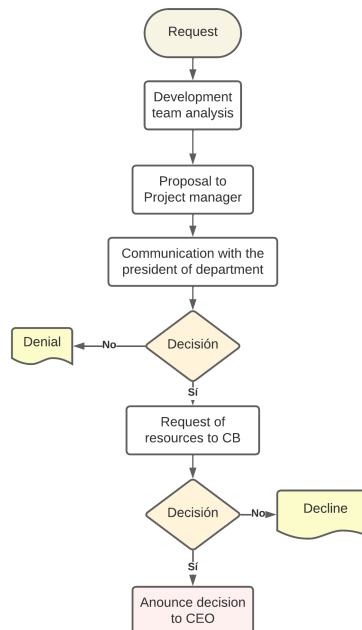 Request
Development
team analysis
Proposal to
Project manager
Communication with the
president of department
Decisión
No
Denial
Sí
Request of
resources to CB
Decisión
No
Decline
Sí
Anounce decision
to CEO